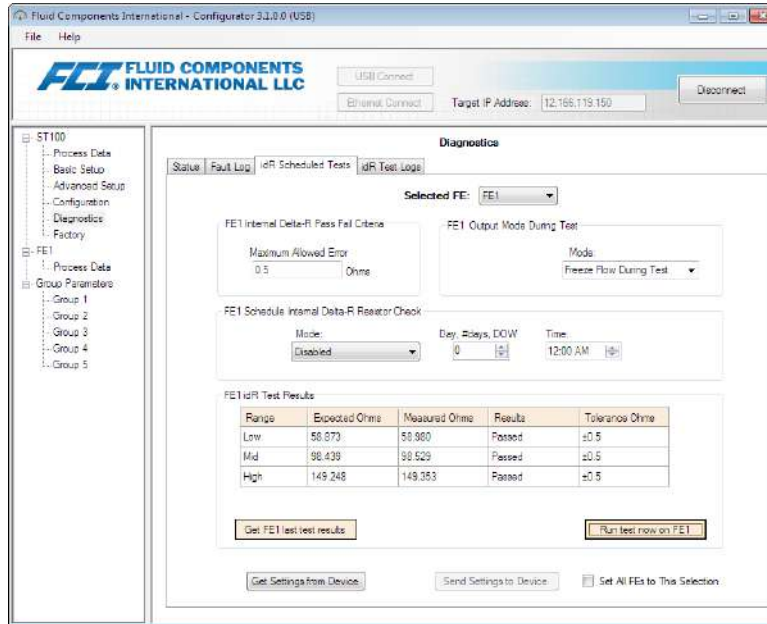 Fluid Components International - Configurator 3.1.0.0 (USB)
File Help
FCI FLUID COMPONENTS
® INTERNATIONAL LLC
USB Connect
Ethernet Connect
Target IP Address: 12.166.119.150
Disconnect
ST100
Process Data
Basic Setup
Advanced Setup
Configuration
Diagnostics
Factory
FE1
Process Data
Group Parameters
Group 1
Group 2
Group 3
Group 4
Group 5
Diagnostics
Status Fault Log idR Scheduled Tests idR Test Logs
Selected FE: FE1
FE1 Internal Delta-R Pass Fail Criteria
Maximum Allowed Error
0.5 Ohms
FE1 Output Mode During Test
Mode:
Freeze Flow During Test
FE1 Schedule Internal Delta-R Resistor Check
Mode: Day, #days, DOW Time:
Disabled 0 12:00 AM
FE1 idR Test Results
Range Expected Ohms Measured Ohms Results Tolerance Ohms
Low 58.873 58.980 Passed ±0.5
Mid 98.439 98.529 Passed ±0.5
High 149.248 149.353 Passed ±0.5
Get FE1 last test results
Run test now on FE1
Get Settings from Device
Send Settings to Device
Set All FEs to This Selection